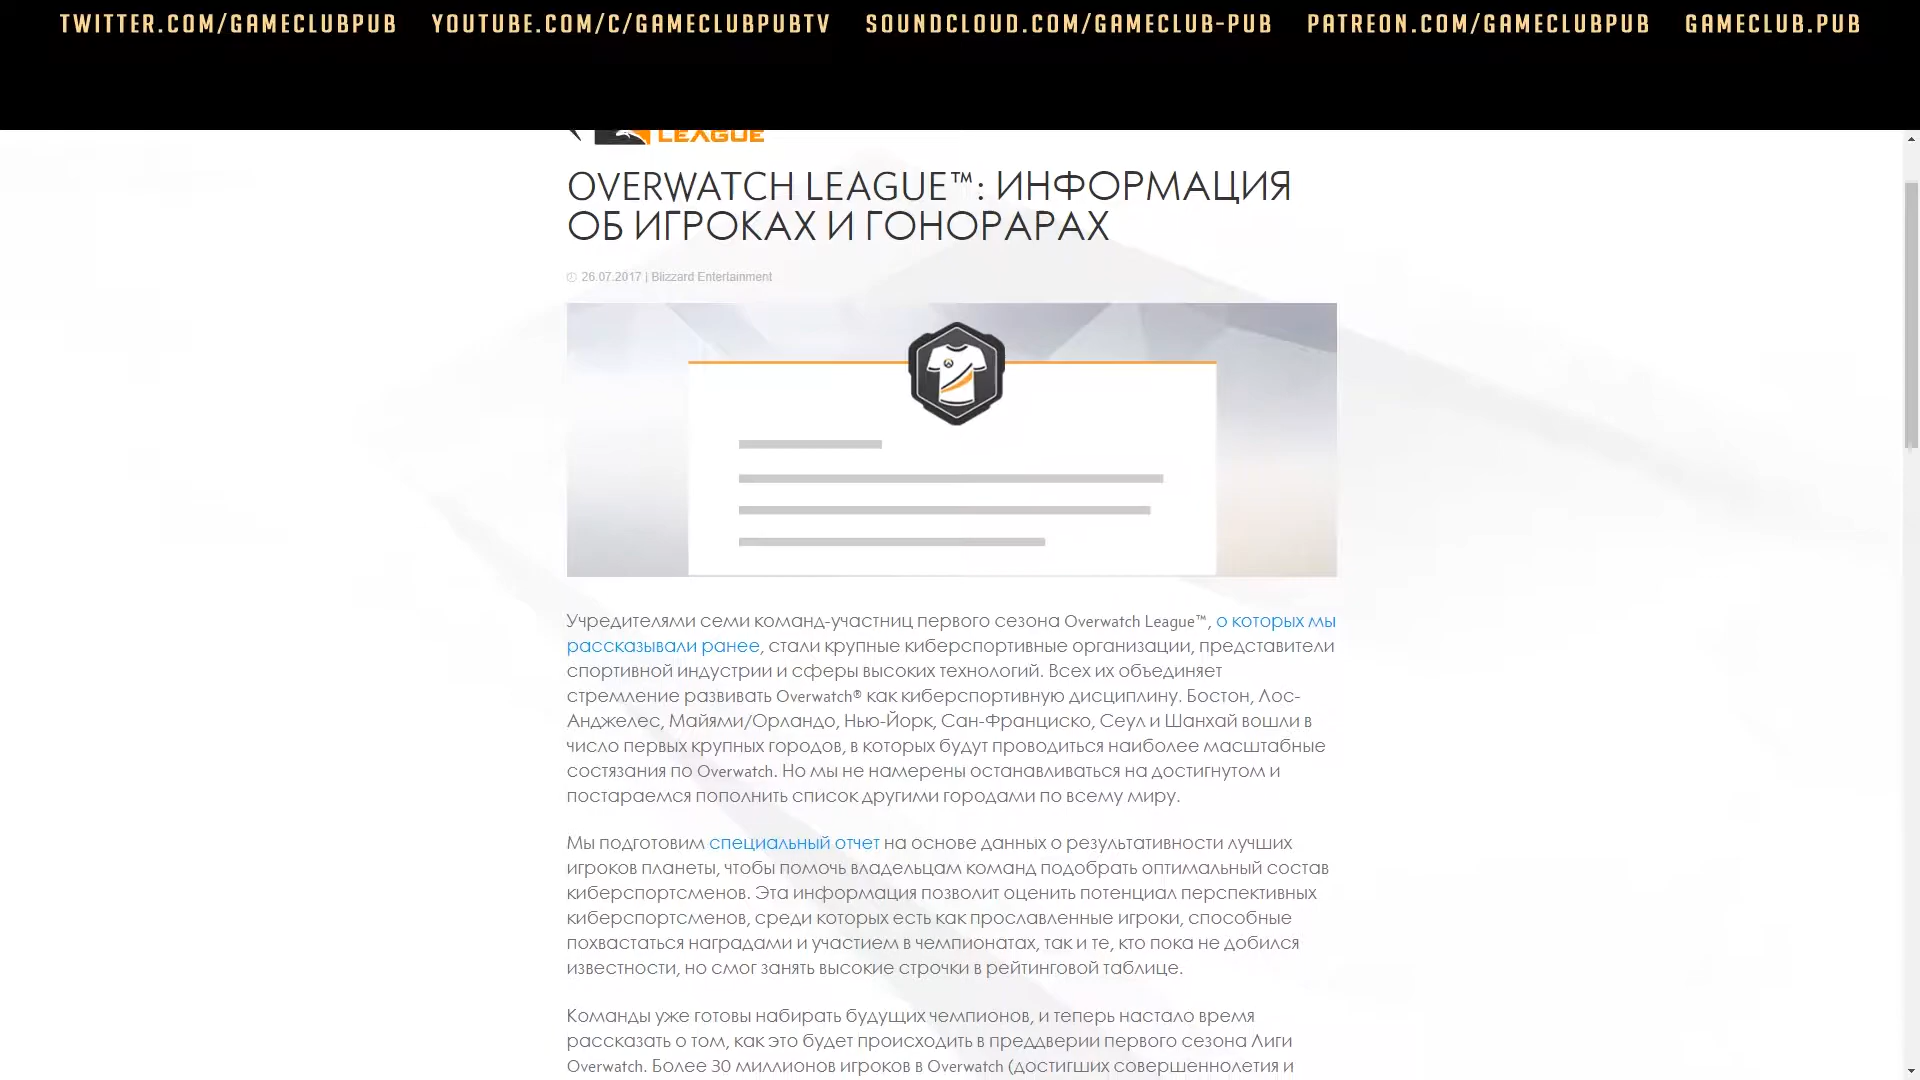 TWITTER.COM/GAMECLUBPUB YOUTUBE.COM/C/GAMECLUBPUBTV SOUNDCLOUD.COM/GAMECLUB-PUB PATREON.COM/GAMECLUBPUB GAMECLUB.PUB
LEAGUE
OVERWATCH LEAGUE™: ИНФОРМАЦИЯ
ОБ ИГРОКАХ И ГОНОРАРАХ
26.07.2017 | Blizzard Entertainment
Учредителями семи команд-участниц первого сезона Overwatch League™, о которых мы
рассказывали ранее, стали крупные киберспортивные организации, представители
спортивной индустрии и сферы высоких технологий. Всех их объединяет
стремление развивать Overwatch® как киберспортивную дисциплину. Бостон, Лос-
Анджелес, Майями/Орландо, Нью-Йорк, Сан-Франциско, Сеул и Шанхай вошли в
число первых крупных городов, в которых будут проводиться наиболее масштабные
состязания по Overwatch. Но мы не намерены останавливаться на достигнутом и
постараемся пополнить список другими городами по всему миру.
Мы подготовим специальный отчет на основе данных о результативности лучших
игроков планеты, чтобы помочь владельцам команд подобрать оптимальный состав
киберспортсменов. Эта информация позволит оценить потенциал перспективных
киберспортсменов, среди которых есть как прославленные игроки, способные
похвастаться наградами и участием в чемпионатах, так и те, кто пока не добился
известности, но смог занять высокие строчки в рейтинговой таблице.
Команды уже готовы набирать будущих чемпионов, и теперь настало время
рассказать о том, как это будет происходить в преддверии первого сезона Лиги
Overwatch. Более 30 миллионов игроков в Overwatch (достигших совершеннолетия и